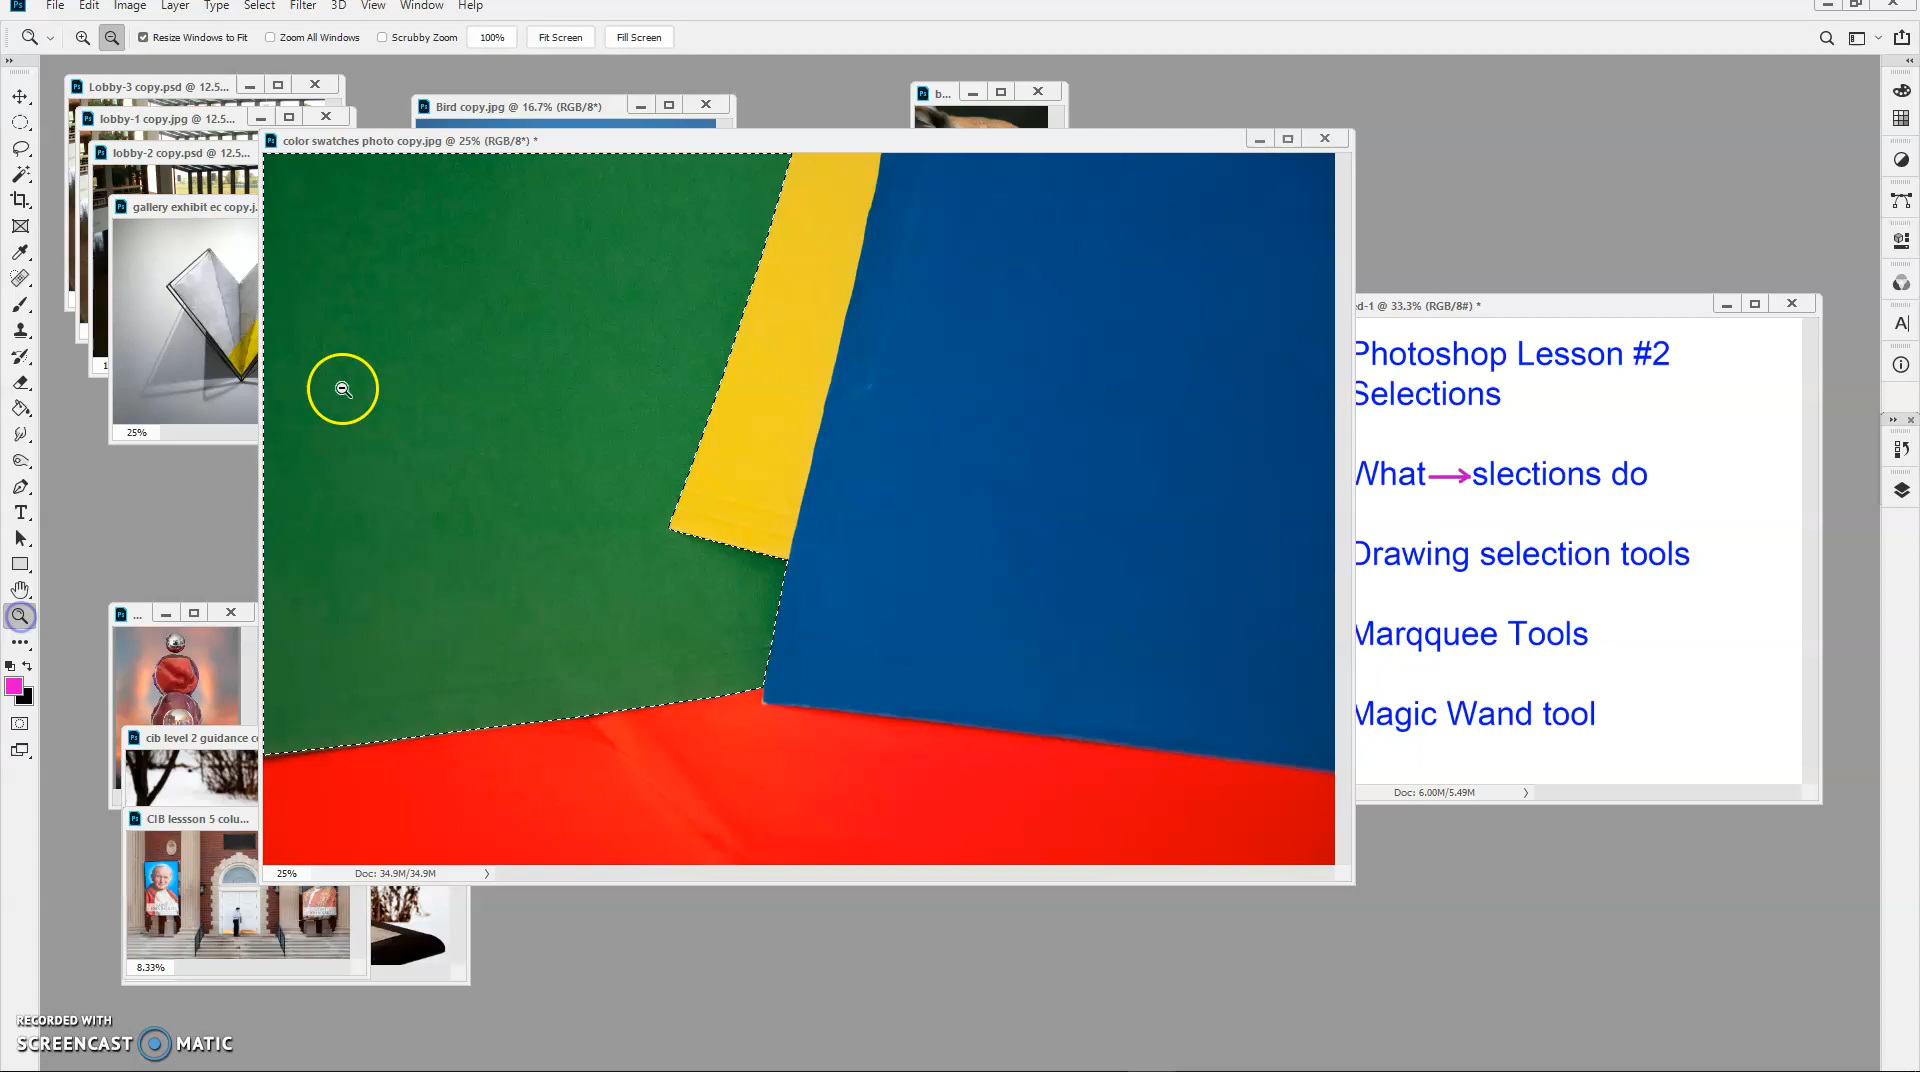 File Edit Image Layer Type Select Filter 3D View Window Help
Resize Windows to Fit Zoom All Windows Scrubby Zoom 100% Fit Screen Fill Screen
Lobby-3 copy.psd @ 12.5...
lobby-1 copy.jpg @ 12.5...
lobby-2 copy.psd @ 12.5...
gallery exhibit ec copy.j
25%
Bird copy.jpg @ 16.7% (RGB/8*)
b...
color swatches photo copy.jpg @ 25% (RGB/8*) *
25% Doc: 34.9M/34.9M
ed-1 @ 33.3% (RGB/8#) *
Photoshop Lesson #2
Selections
What slections do
Drawing selection tools
Marqquee Tools
Magic Wand tool
Doc: 6.00M/5.49M
...
cib level 2 guidance c
CIB lessson 5 colu...
8.33%
RECORDED WITH
SCREENCAST MATIC